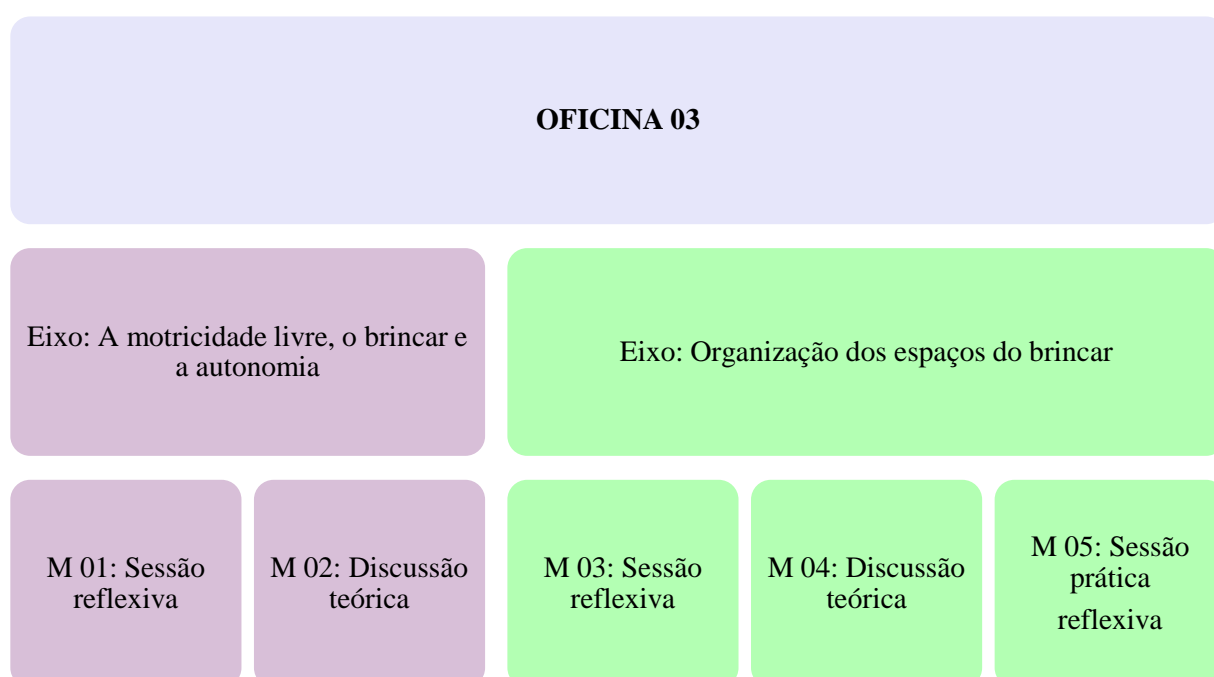 OFICINA 03
Eixo: A motricidade livre, o brincar e
a autonomia
Eixo: Organização dos espaços do brincar
M 01: Sessão
reflexiva
M 02: Discussão
teórica
M 03: Sessão
reflexiva
M 04: Discussão
teórica
M 05: Sessão
prática
reflexiva